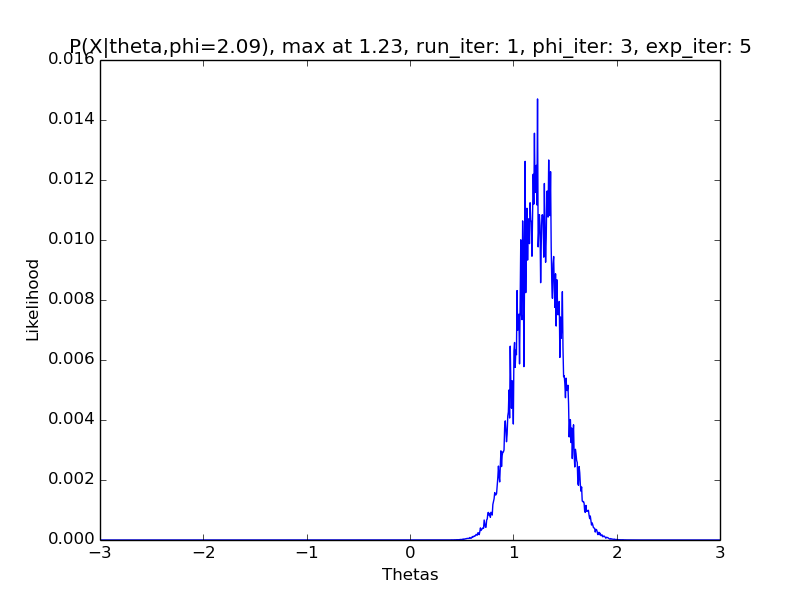 P(X|theta,phi=2.09), max at 1.23, run_iter: 1, phi_iter: 3, exp_iter: 5
0.016
0.014
0.012
0.010
0.008
0.006
0.004
0.002
0.000
Likelihood
−3 −2 −1 0 1 2 3
Thetas